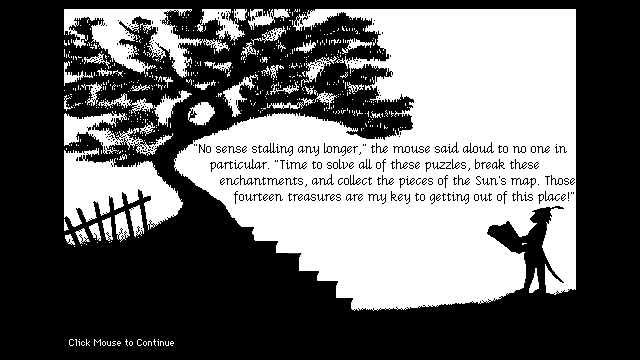 "No sense stalling any longer," the mouse said aloud to no one in
particular. "Time to solve all of these puzzles, break these
enchantments, and collect the pieces of the Sun's map. Those
fourteen treasures are my key to getting out of this place!"
Click Mouse to Continue